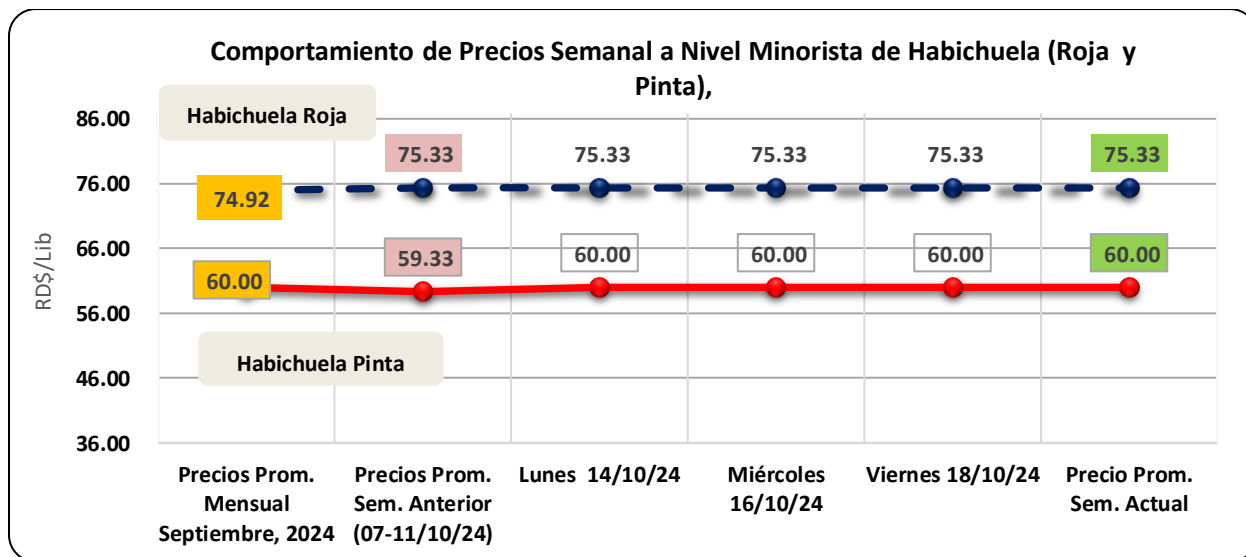 Comportamiento de Precios Semanal a Nivel Minorista de Habichuela (Roja y
Pinta),
Habichuela Roja
86.00
76.00
66.00
56.00
46.00
36.00
RD$/Lib
74.92
75.33
75.33
75.33
75.33
75.33
60.00
59.33
60.00
60.00
60.00
60.00
Habichuela Pinta
Precios Prom.
Mensual
Septiembre, 2024
Precios Prom.
Sem. Anterior
(07-11/10/24)
Lunes 14/10/24
Miércoles
16/10/24
Viernes 18/10/24
Precio Prom.
Sem. Actual